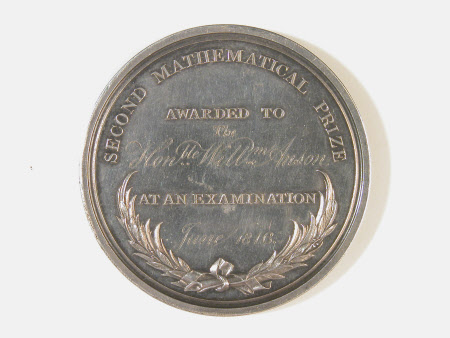 SECOND MATHEMATICAL PRIZE
AWARDED TO
The
Honble Willm Anson
AT AN EXAMINATION
June 1818